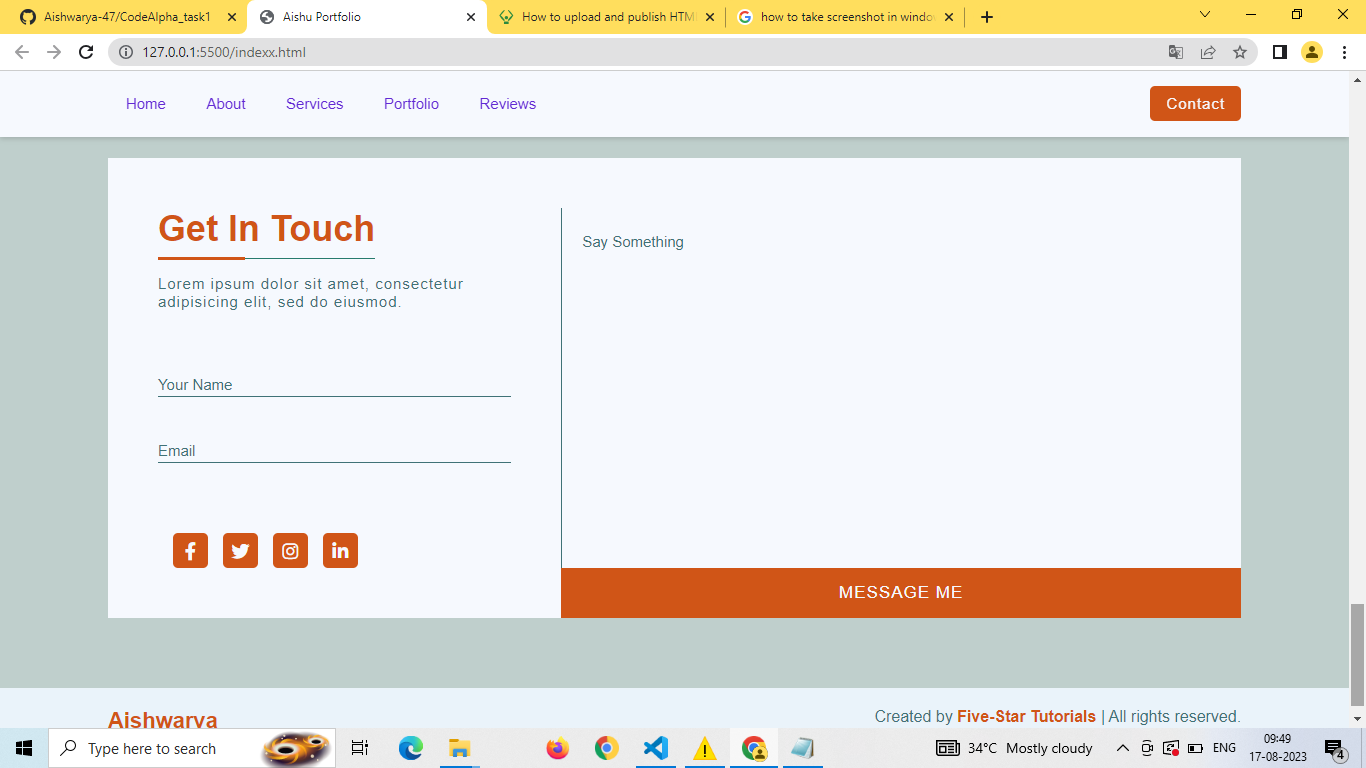 Aishwarya-47/CodeAlpha_task1
Aishu Portfolio
How to upload and publish HTM
how to take screenshot in windo
127.0.0.1:5500/indexx.html
Home
About
Services
Portfolio
Reviews
Contact
Get In Touch
Lorem ipsum dolor sit amet, consectetur
adipisicing elit, sed do eiusmod.
Your Name
Email
Say Something
MESSAGE ME
Aishwarya
Created by Five-Star Tutorials | All rights reserved.
Type here to search
34°C Mostly cloudy
ENG
09:49
17-08-2023
4